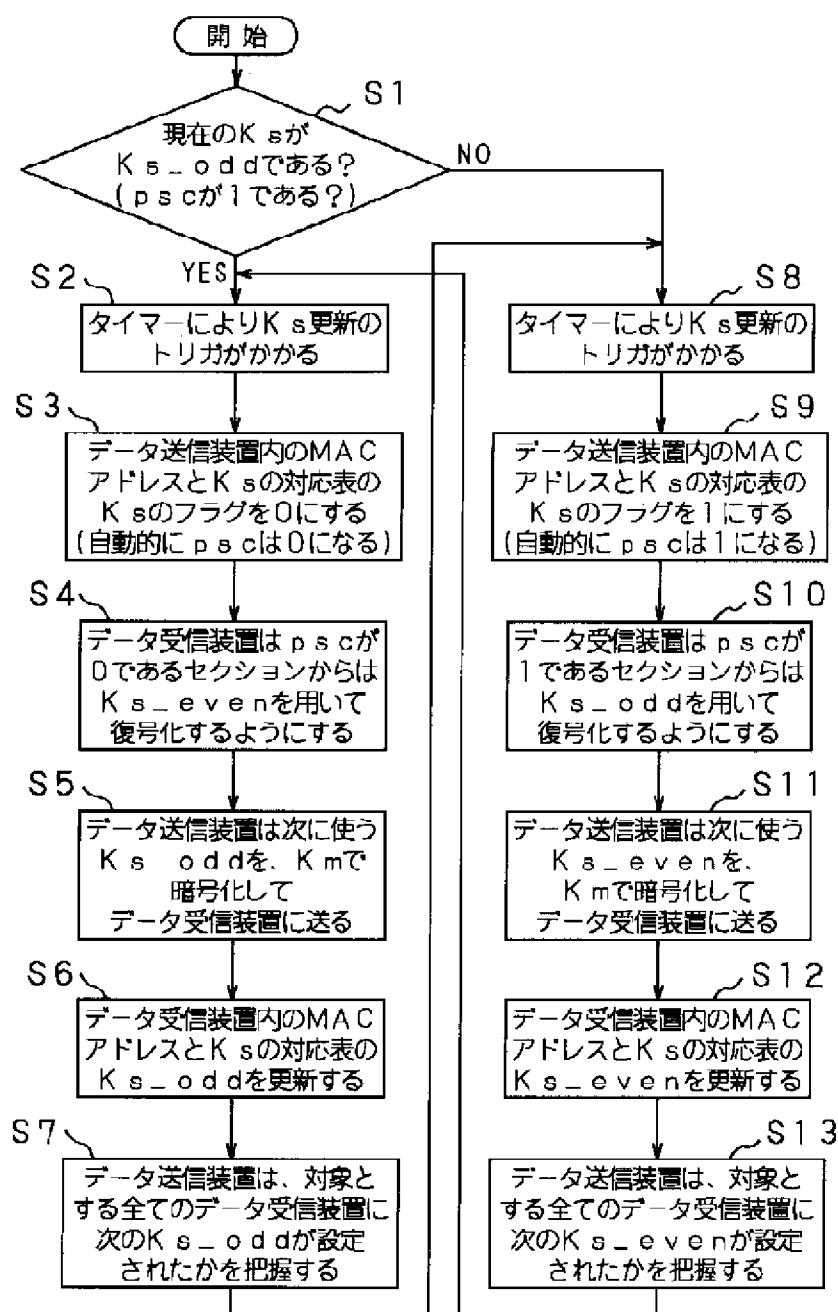 開始
S1
現在のKsが
Ks_oddである?
(pscが1である?)
NO
YES
S2
タイマーによりKs更新の
トリガがかかる
S3
データ送信装置内のMAC
アドレスとKsの対応表の
Ksのフラグを0にする
(自動的にpscは0になる)
S4
データ受信装置はpscが
0であるセクションからは
Ks_evenを用いて
復号化するようにする
S5
データ送信装置は次に使う
Ks_oddを、Kmで
暗号化して
データ受信装置に送る
S6
データ受信装置内のMAC
アドレスとKsの対応表の
Ks_oddを更新する
S7
データ送信装置は、対象と
する全てのデータ受信装置に
次のKs_oddが設定
されたかを把握する
S8
タイマーによりKs更新の
トリガがかかる
S9
データ送信装置内のMAC
アドレスとKsの対応表の
Ksのフラグを1にする
(自動的にpscは1になる)
S10
データ受信装置はpscが
1であるセクションからは
Ks_oddを用いて
復号化するようにする
S11
データ送信装置は次に使う
Ks_evenを、
Kmで暗号化して
データ受信装置に送る
S12
データ受信装置内のMAC
アドレスとKsの対応表の
Ks_evenを更新する
S13
データ送信装置は、対象と
する全てのデータ受信装置に
次のKs_evenが設定
されたかを把握する